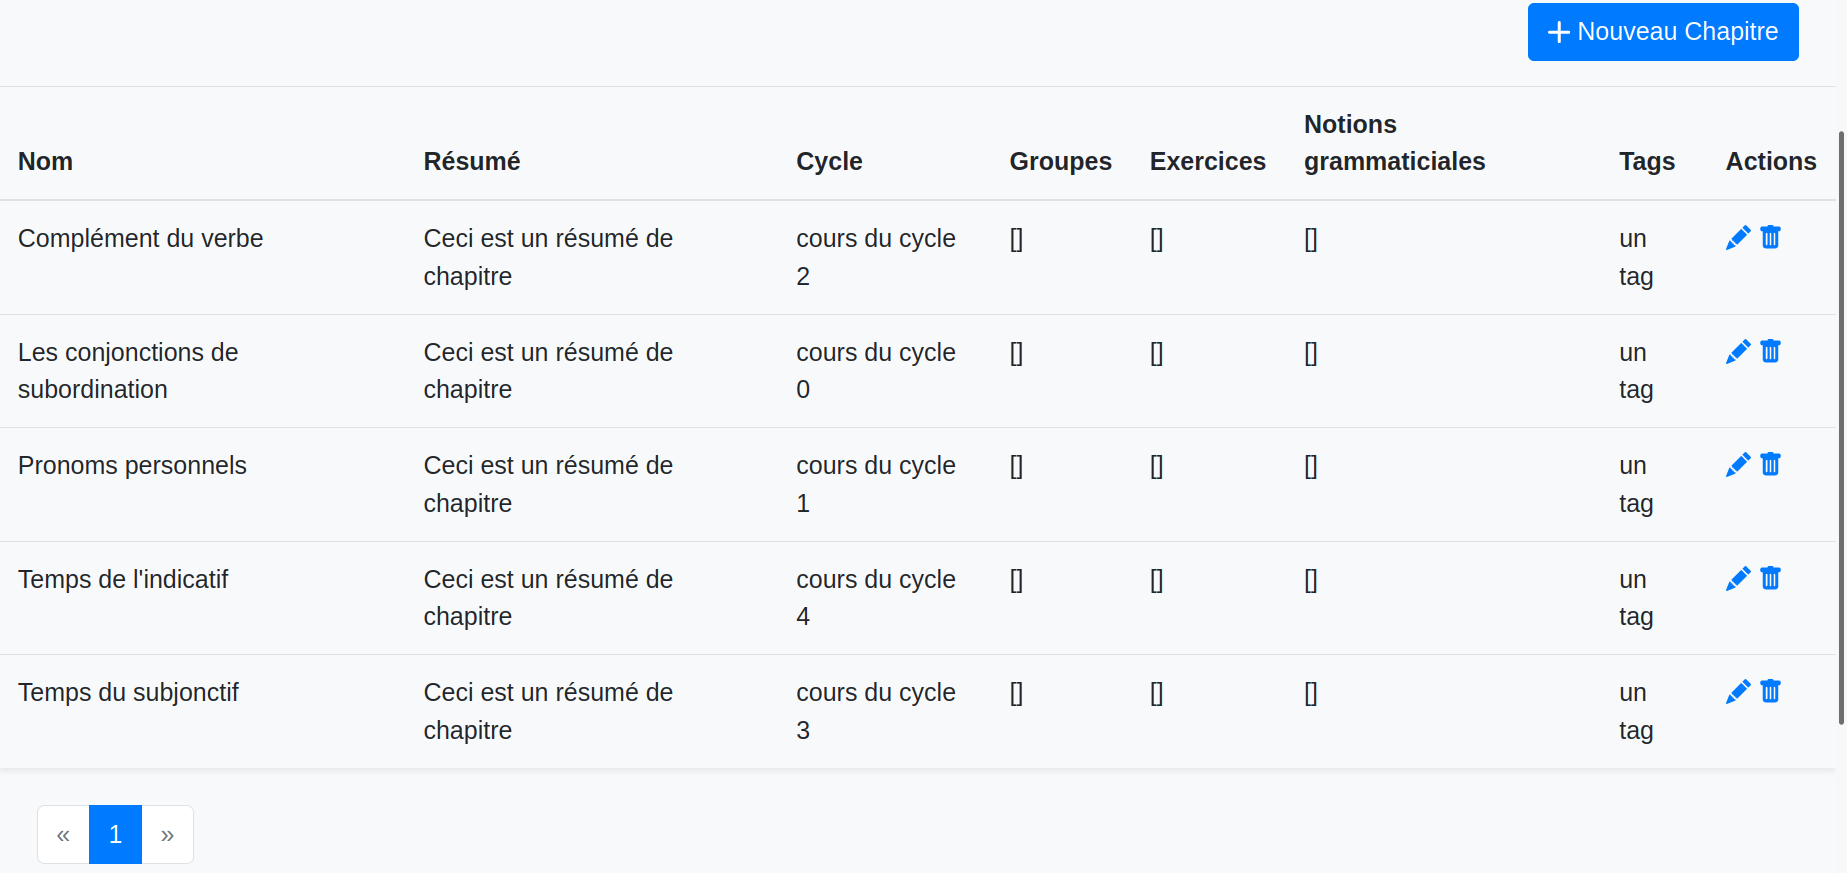 Nouveau Chapitre
Nom Résumé Cycle Groupes Exercices Notions grammaticiales Tags Actions
Complément du verbe Ceci est un résumé de chapitre cours du cycle 2 [] [] [] un tag
Les conjonctions de subordination Ceci est un résumé de chapitre cours du cycle 0 [] [] [] un tag
Pronoms personnels Ceci est un résumé de chapitre cours du cycle 1 [] [] [] un tag
Temps de l'indicatif Ceci est un résumé de chapitre cours du cycle 4 [] [] [] un tag
Temps du subjonctif Ceci est un résumé de chapitre cours du cycle 3 [] [] [] un tag
« 1 »